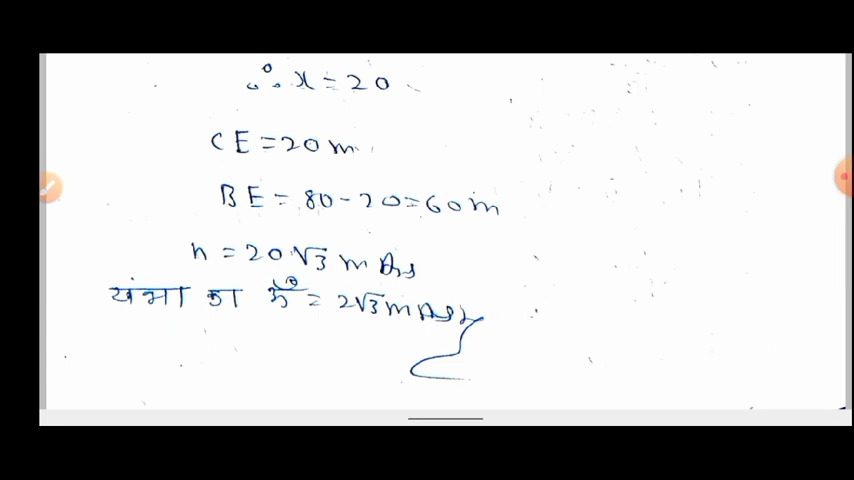 ∴ x = 20
CE = 20 m
BE = 80 - 20 = 60 m
h = 20 √3 m Ans
खंभा का = 2√3 m Ans